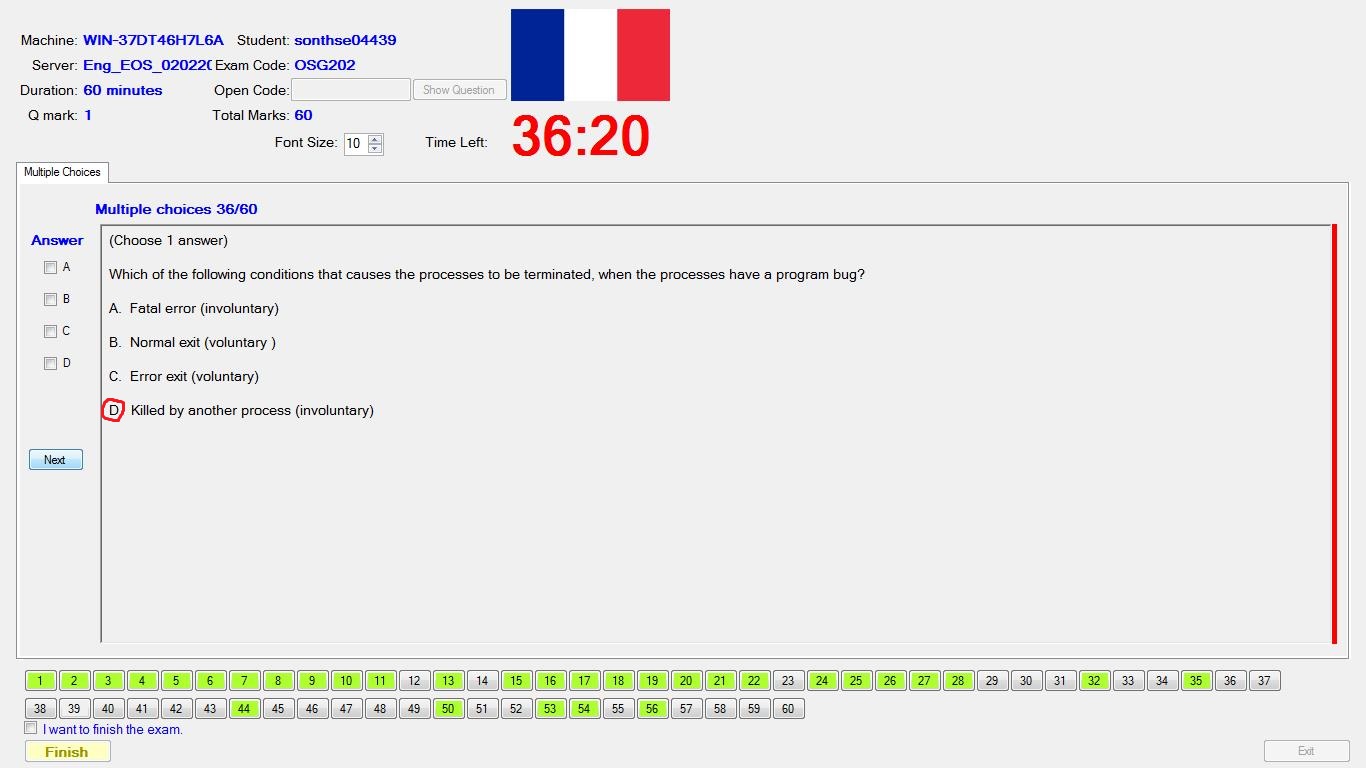 Machine: WIN-37DT46H7L6A Student: sonthse04439
Server: Eng_EOS_02022( Exam Code: OSG202
Duration: 60 minutes Open Code: Show Question
Q mark: 1 Total Marks: 60
Font Size: 10 Time Left: 36:20
Multiple Choices
Multiple choices 36/60
Answer
(Choose 1 answer)
A
Which of the following conditions that causes the processes to be terminated, when the processes have a program bug?
B
A. Fatal error (involuntary)
C
B. Normal exit (voluntary )
D
C. Error exit (voluntary)
D. Killed by another process (involuntary)
Next
1 2 3 4 5 6 7 8 9 10 11 12 13 14 15 16 17 18 19 20 21 22 23 24 25 26 27 28 29 30 31 32 33 34 35 36 37
38 39 40 41 42 43 44 45 46 47 48 49 50 51 52 53 54 55 56 57 58 59 60
I want to finish the exam.
Finish Exit